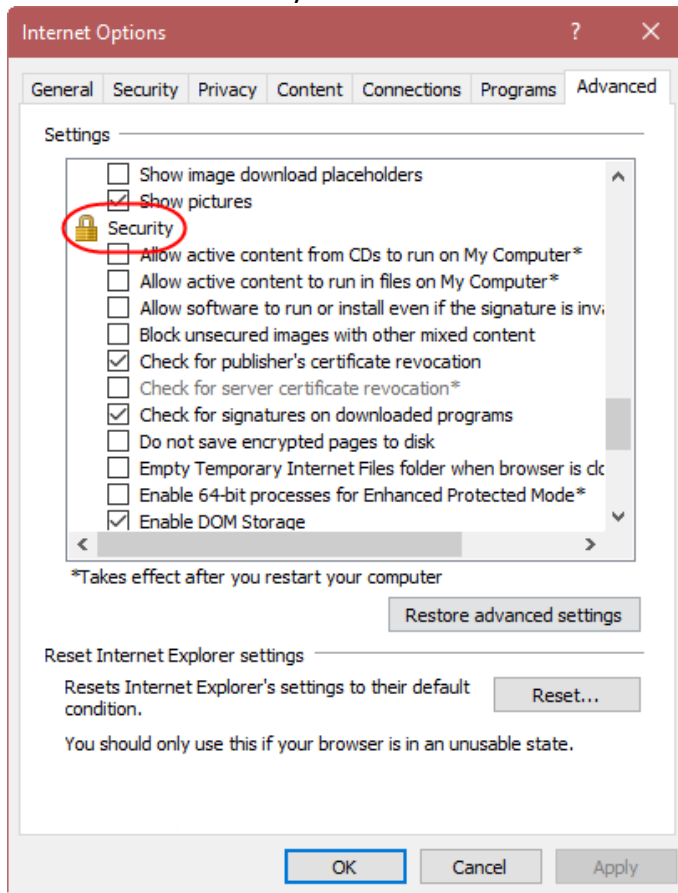 Internet Options ? ×
General Security Privacy Content Connections Programs Advanced
Settings
Show image download placeholders
Show pictures
Security
Allow active content from CDs to run on My Computer*
Allow active content to run in files on My Computer*
Allow software to run or install even if the signature is inva
Block unsecured images with other mixed content
Check for publisher's certificate revocation
Check for server certificate revocation*
Check for signatures on downloaded programs
Do not save encrypted pages to disk
Empty Temporary Internet Files folder when browser is clo
Enable 64-bit processes for Enhanced Protected Mode*
Enable DOM Storage
*Takes effect after you restart your computer
Restore advanced settings
Reset Internet Explorer settings
Resets Internet Explorer's settings to their default
condition.
Reset...
You should only use this if your browser is in an unusable state.
OK Cancel Apply